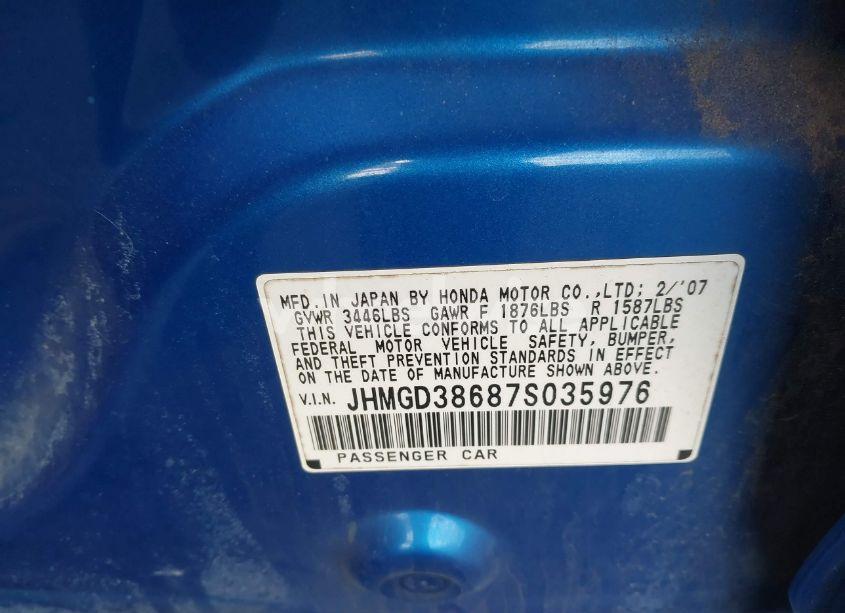 MFD. IN JAPAN BY HONDA MOTOR CO.,LTD; 2/'07
GVWR 3446LBS GAWR F 1876LBS R 1587LBS
THIS VEHICLE CONFORMS TO ALL APPLICABLE
FEDERAL MOTOR VEHICLE SAFETY, BUMPER,
AND THEFT PREVENTION STANDARDS IN EFFECT
ON THE DATE OF MANUFACTURE SHOWN ABOVE.
V.I.N. JHMGD38687S035976
PASSENGER CAR